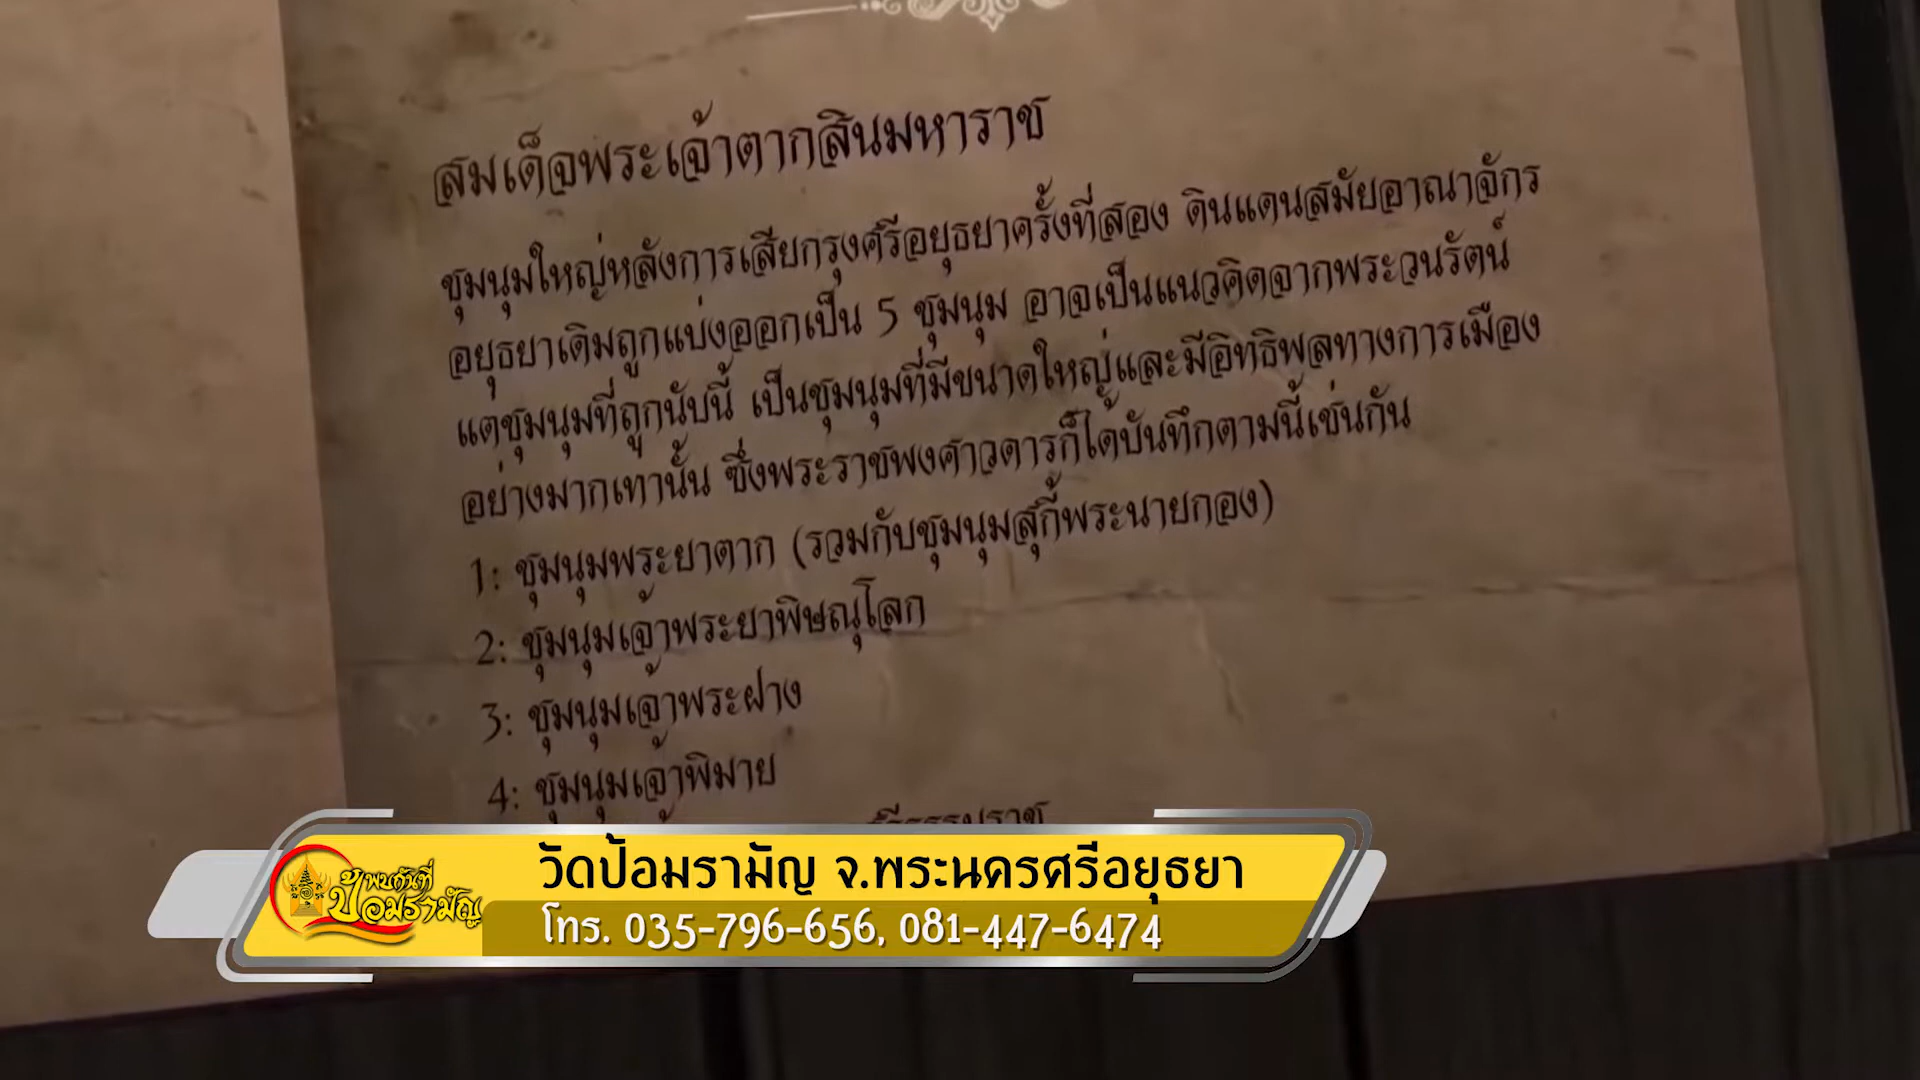 สมเด็จพระเจ้าตากสินมหาราช
ชุมนุมใหญ่หลังการเสียกรุงศรีอยุธยาครั้งที่สอง ดินแดนสมัยอาณาจักร
อยุธยาเดิมถูกแบ่งออกเป็น 5 ชุมนุม อาจเป็นแนวคิดจากพระวนรัตน์
แต่ชุมนุมที่ถูกนับนี้ เป็นชุมนุมที่มีขนาดใหญ่และมีอิทธิพลทางการเมือง
อย่างมากเท่านั้น ซึ่งพระราชพงศาวดารก็ได้บันทึกตามนี้เช่นกัน
1: ชุมนุมพระยาตาก (รวมกับชุมนุมสุกี้พระนายกอง)
2: ชุมนุมเจ้าพระยาพิษณุโลก
3: ชุมนุมเจ้าพระฝาง
4: ชุมนุมเจ้าพิมาย
พบกันที่
ป้อมรามัญ
วัดป้อมรามัญ จ.พระนครศรีอยุธยา
โทร. 035-796-656, 081-447-6474